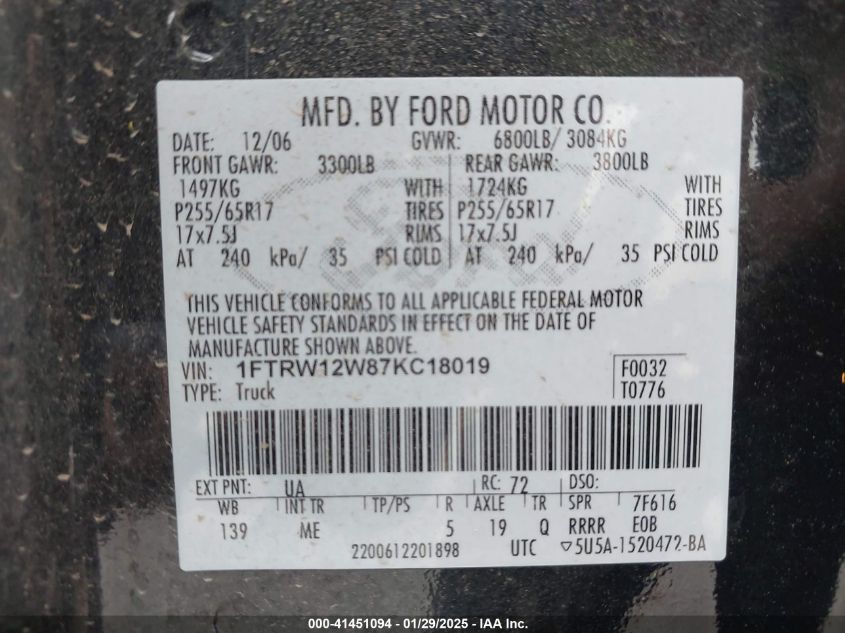 MFD. BY FORD MOTOR CO.
DATE: 12/06 GVWR: 6800LB/ 3084KG
FRONT GAWR: 3300LB REAR GAWR: 3800LB
1497KG WITH 1724KG WITH
P255/65R17 TIRES P255/65R17 TIRES
17x7.5J RIMS 17x7.5J RIMS
AT 240 kPa/ 35 PSI COLD AT 240 kPa/ 35 PSI COLD
THIS VEHICLE CONFORMS TO ALL APPLICABLE FEDERAL MOTOR
VEHICLE SAFETY STANDARDS IN EFFECT ON THE DATE OF
MANUFACTURE SHOWN ABOVE.
VIN: 1FTRW12W87KC18019 F0032
TYPE: Truck T0776
EXT PNT: UA RC: 72 DSO:
WB INT TR TP/PS R AXLE TR SPR 7F616
139 ME 5 19 Q RRRR EOB
2200612201898 UTC ▽5U5A-1520472-BA
000-41451094 - 01/29/2025 - IAA Inc.